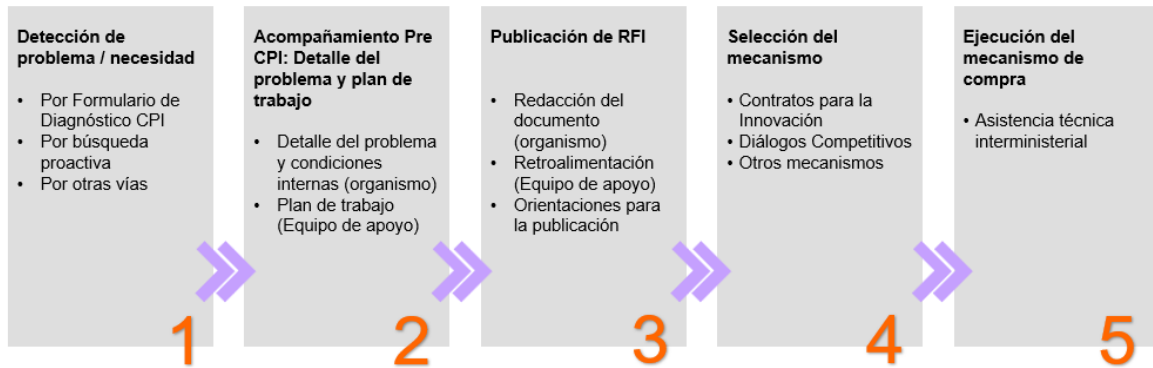 Detección de
problema / necesidad
• Por Formulario de
Diagnóstico CPI
• Por búsqueda
proactiva
• Por otras vías
1
Acompañamiento Pre
CPI: Detalle del
problema y plan de
trabajo
• Detalle del problema
y condiciones
internas (organismo)
• Plan de trabajo
(Equipo de apoyo)
2
Publicación de RFI
• Redacción del
documento
(organismo)
• Retroalimentación
(Equipo de apoyo)
• Orientaciones para
la publicación
3
Selección del
mecanismo
• Contratos para la
Innovación
• Diálogos Competitivos
• Otros mecanismos
4
Ejecución del
mecanismo de
compra
• Asistencia técnica
interministerial
5